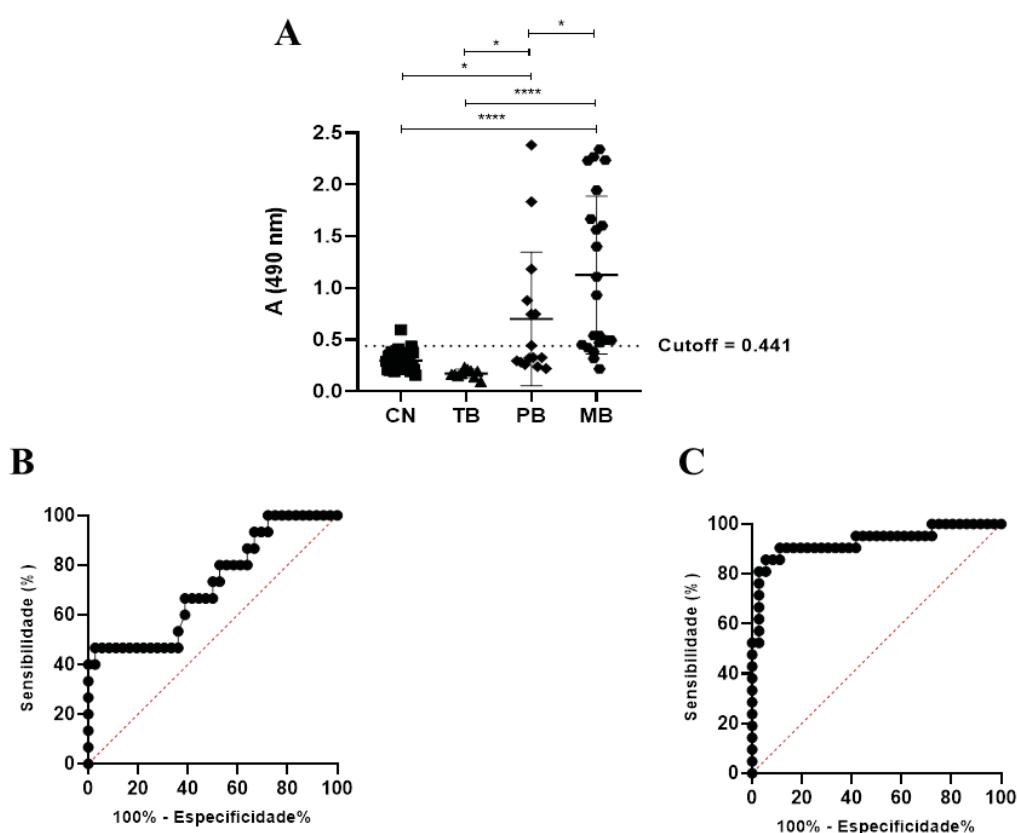 A
*
*
*
****
****
2.5
2.0
1.5
1.0
0.5
0.0
A (490 nm)
Cutoff = 0.441
CN TB PB MB
B
100
80
60
40
20
0
Sensibilidade (%)
0 20 40 60 80 100
100% - Especificidade%
C
100
80
60
40
20
0
Sensibilidade (%)
0 20 40 60 80 100
100% - Especificidade%